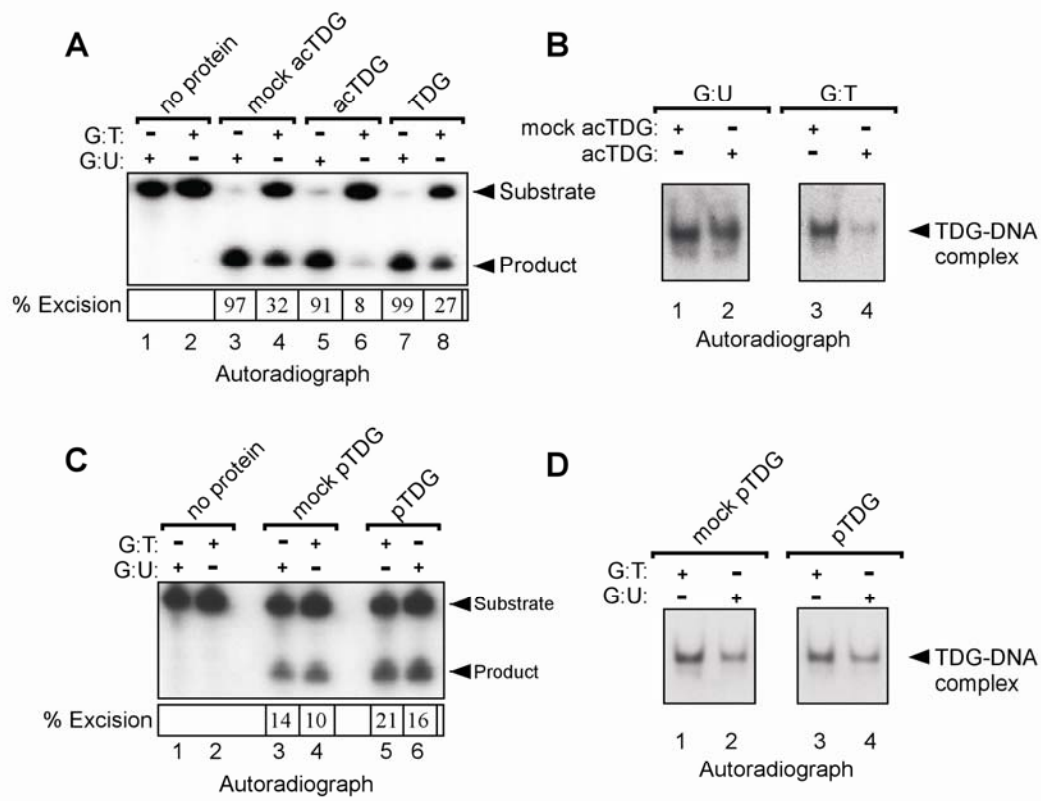 A
no protein
mock acTDG
acTDG
TDG
G:T: - + - + - + - +
G:U: + - + - + - + -
Substrate
Product
% Excision 97 32 91 8 99 27
1 2 3 4 5 6 7 8
Autoradiograph
B
G:U G:T
mock acTDG: + - + -
acTDG: - + - +
TDG-DNA
complex
1 2 3 4
Autoradiograph
C
no protein
mock pTDG
pTDG
G:T: - + - + + -
G:U: + - + - - +
Substrate
Product
% Excision 14 10 21 16
1 2 3 4 5 6
Autoradiograph
D
mock pTDG
pTDG
G:T: + - + -
G:U: - + - +
TDG-DNA
complex
1 2 3 4
Autoradiograph